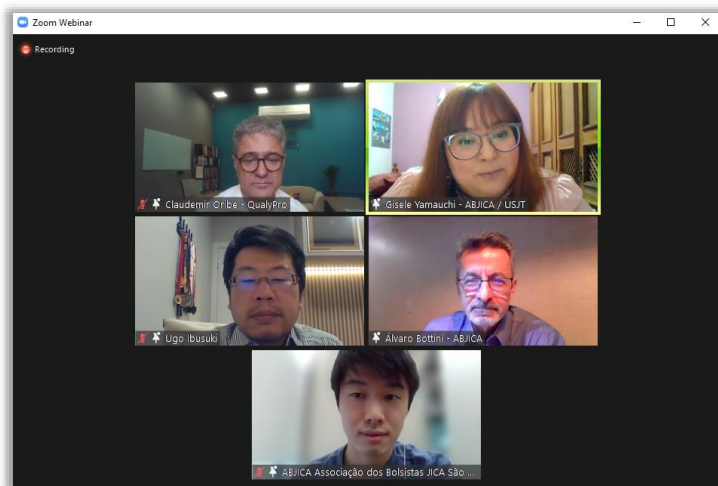 Zoom Webinar
Recording
Claudemir Oribe - QualyPro
Gisele Yamauchi - ABJICA / USJT
Ugo Ibusuki
Álvaro Bottini - ABJICA
ABJICA Associação dos Bolsistas JICA São ...